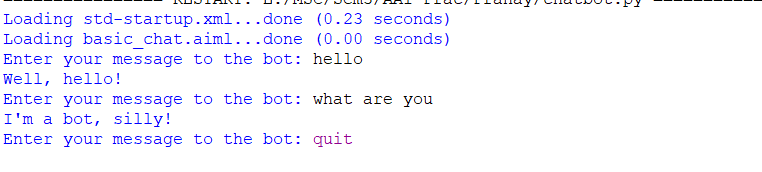 ================ RESTART: E:/MSc/Sem3/AAI Prac/Pranay/chatbot.py ===========
Loading std-startup.xml...done (0.23 seconds)
Loading basic_chat.aiml...done (0.00 seconds)
Enter your message to the bot: hello
Well, hello!
Enter your message to the bot: what are you
I'm a bot, silly!
Enter your message to the bot: quit